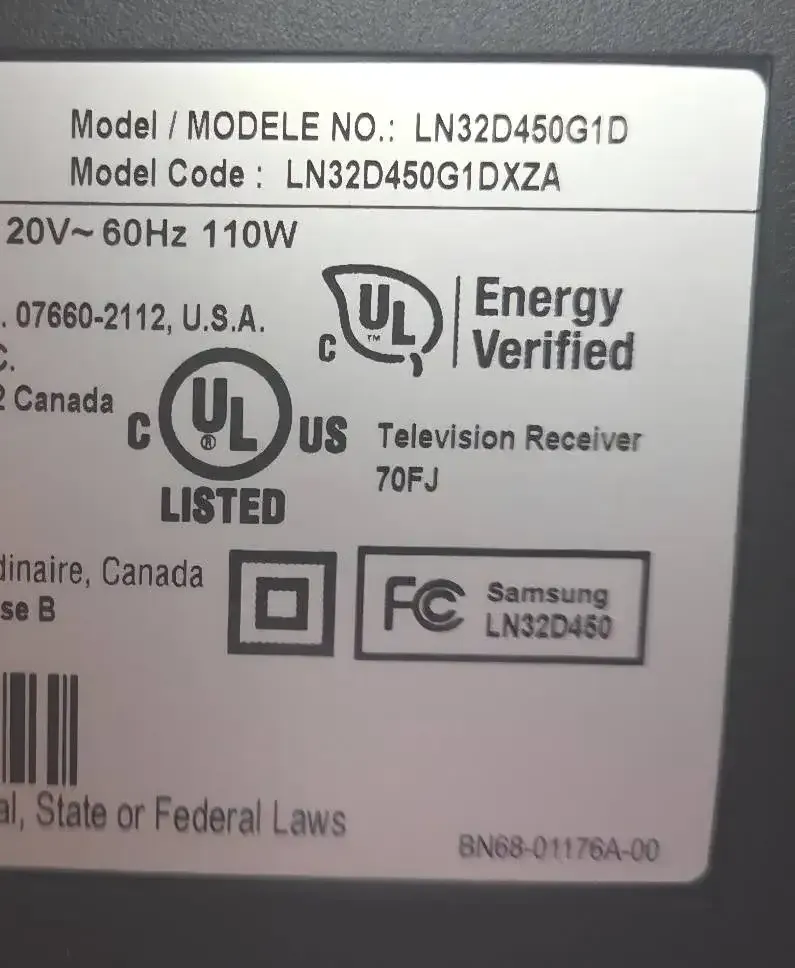 Model / MODELE NO.: LN32D450G1D
Model Code : LN32D450G1DXZA
20V~ 60Hz 110W
. 07660-2112, U.S.A.
C UL ™ Energy
Verified
C.
2 Canada
C UL ® US
LISTED
Television Receiver
70FJ
dinaire, Canada
se B
FC Samsung
LN32D450
al, State or Federal Laws
BN68-01176A-00